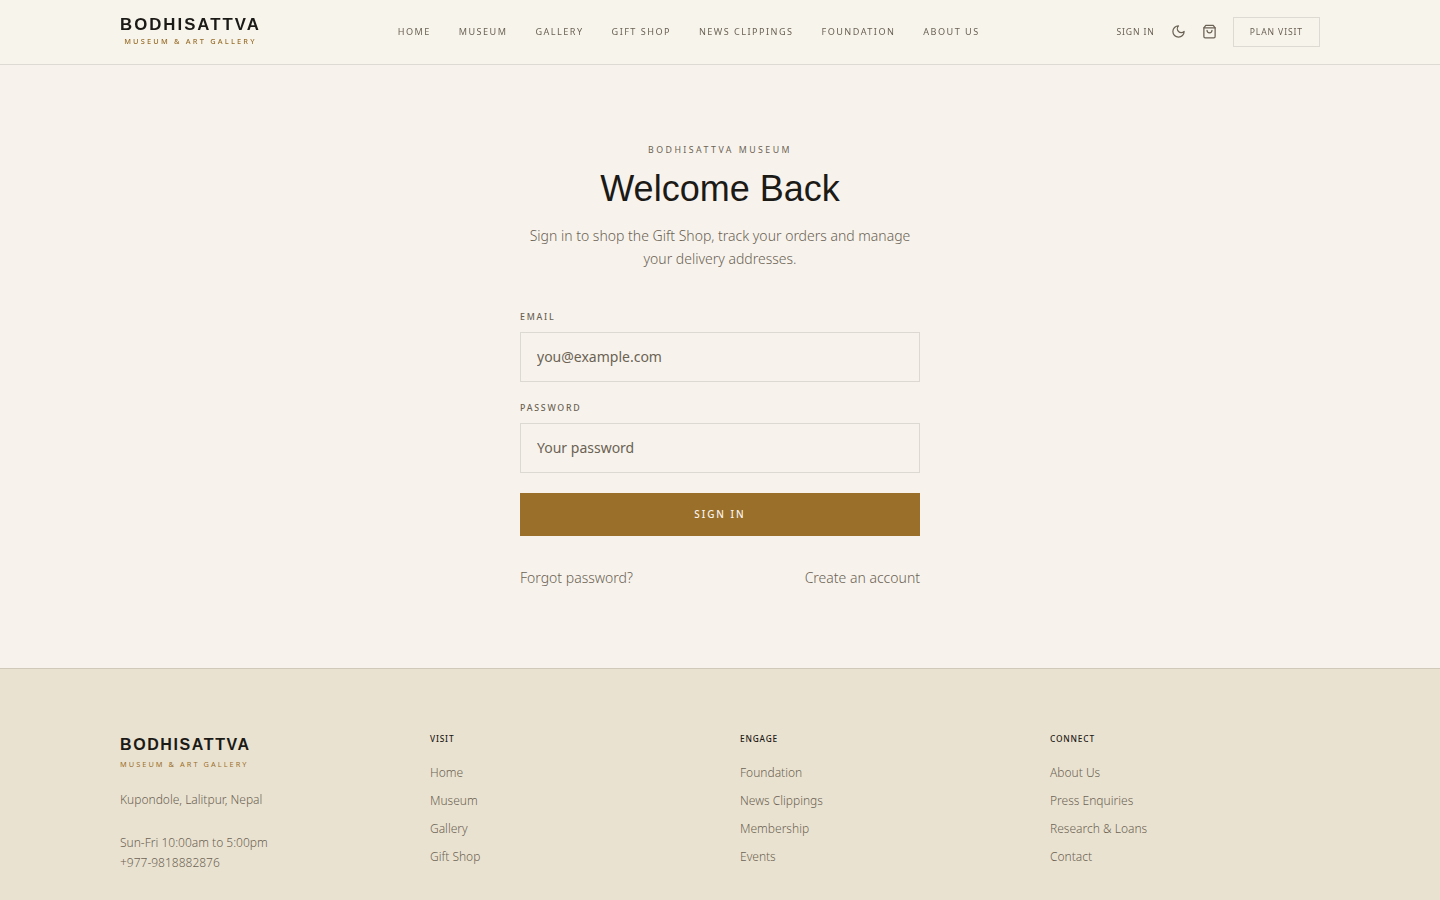 BODHISATTVA
MUSEUM & ART GALLERY
HOME
MUSEUM
GALLERY
GIFT SHOP
NEWS CLIPPINGS
FOUNDATION
ABOUT US
SIGN IN
PLAN VISIT
BODHISATTVA MUSEUM
Welcome Back
Sign in to shop the Gift Shop, track your orders and manage
your delivery addresses.
EMAIL
you@example.com
PASSWORD
Your password
SIGN IN
Forgot password?
Create an account
BODHISATTVA
MUSEUM & ART GALLERY
Kupondole, Lalitpur, Nepal
Sun-Fri 10:00am to 5:00pm
+977-9818882876
VISIT
Home
Museum
Gallery
Gift Shop
ENGAGE
Foundation
News Clippings
Membership
Events
CONNECT
About Us
Press Enquiries
Research & Loans
Contact